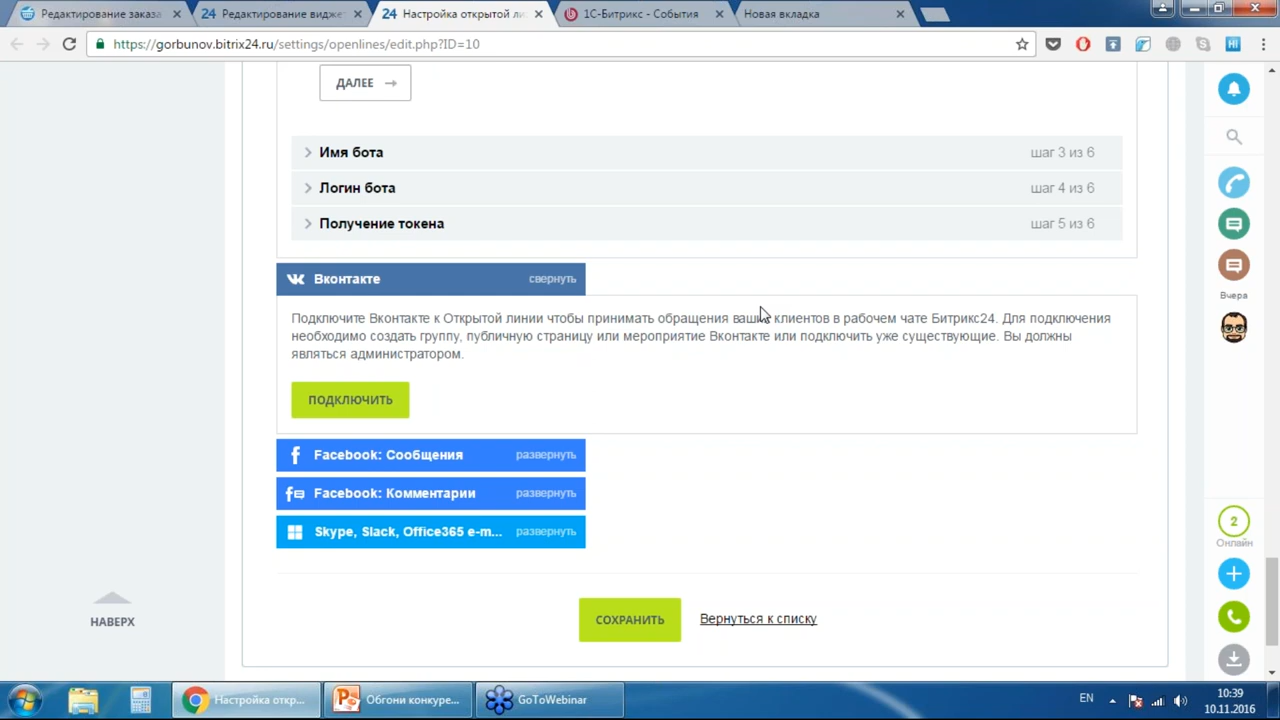 Редактирование заказа
24 Редактирование виджет
24 Настройка открытой ли
1С-Битрикс - События
Новая вкладка
https://gorbunov.bitrix24.ru/settings/openlines/edit.php?ID=10
Hi
ДАЛЕЕ →
Имя бота
шаг 3 из 6
Логин бота
шаг 4 из 6
Получение токена
шаг 5 из 6
Вконтакте
свернуть
Подключите Вконтакте к Открытой линии чтобы принимать обращения ваших клиентов в рабочем чате Битрикс24. Для подключения
необходимо создать группу, публичную страницу или мероприятие Вконтакте или подключить уже существующие. Вы должны
являться администратором.
ПОДКЛЮЧИТЬ
Facebook: Сообщения
развернуть
Facebook: Комментарии
развернуть
Skype, Slack, Office365 e-m...
развернуть
СОХРАНИТЬ
Вернуться к списку
НАВЕРХ
Вчера
2
Онлайн
Настройка откр...
Обгони конкуре...
GoToWebinar
EN
10:39
10.11.2016